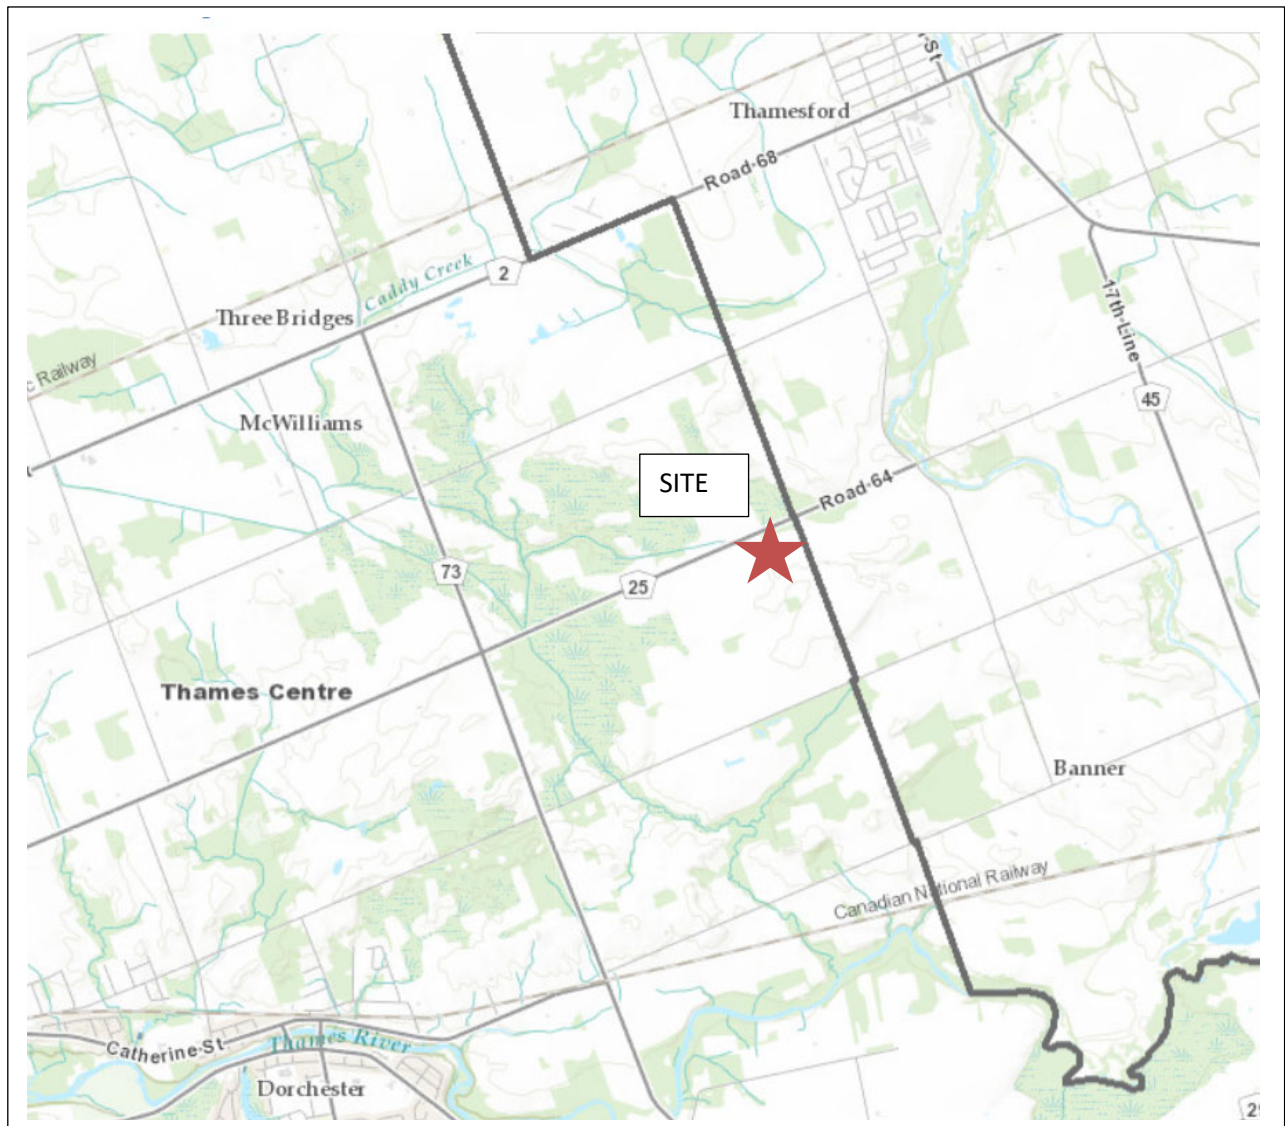 Thamesford
Road 68
Caddy Creek
2
Three Bridges
Railway
17th Line
45
McWilliams
SITE
Road 64
73
25
Thames Centre
Banner
Canadian National Railway
Catherine St
Thames River
Dorchester